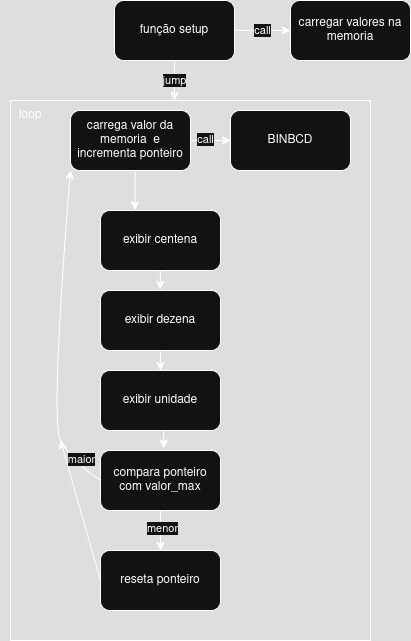 função setup
call
carregar valores na
memoria
jump
loop
carrega valor da
memoria e
incrementa ponteiro
call
BINBCD
exibir centena
exibir dezena
exibir unidade
maior
compara ponteiro
com valor_max
menor
reseta ponteiro